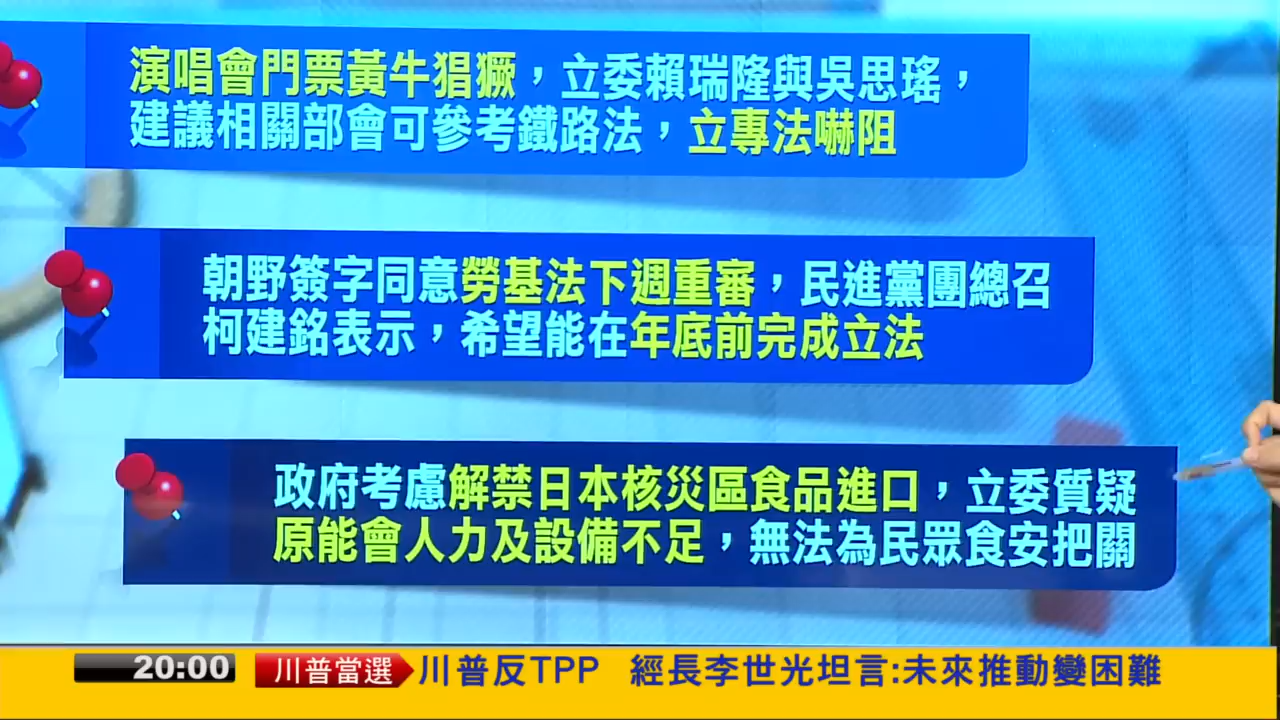 演唱會門票黃牛猖獗，立委賴瑞隆與吳思瑤，
建議相關部會可參考鐵路法，立專法嚇阻
朝野簽字同意勞基法下週重審，民進黨團總召
柯建銘表示，希望能在年底前完成立法
政府考慮解禁日本核災區食品進口，立委質疑
原能會人力及設備不足，無法為民眾食安把關
20:00 川普當選 川普反TPP 經長李世光坦言:未來推動變困難